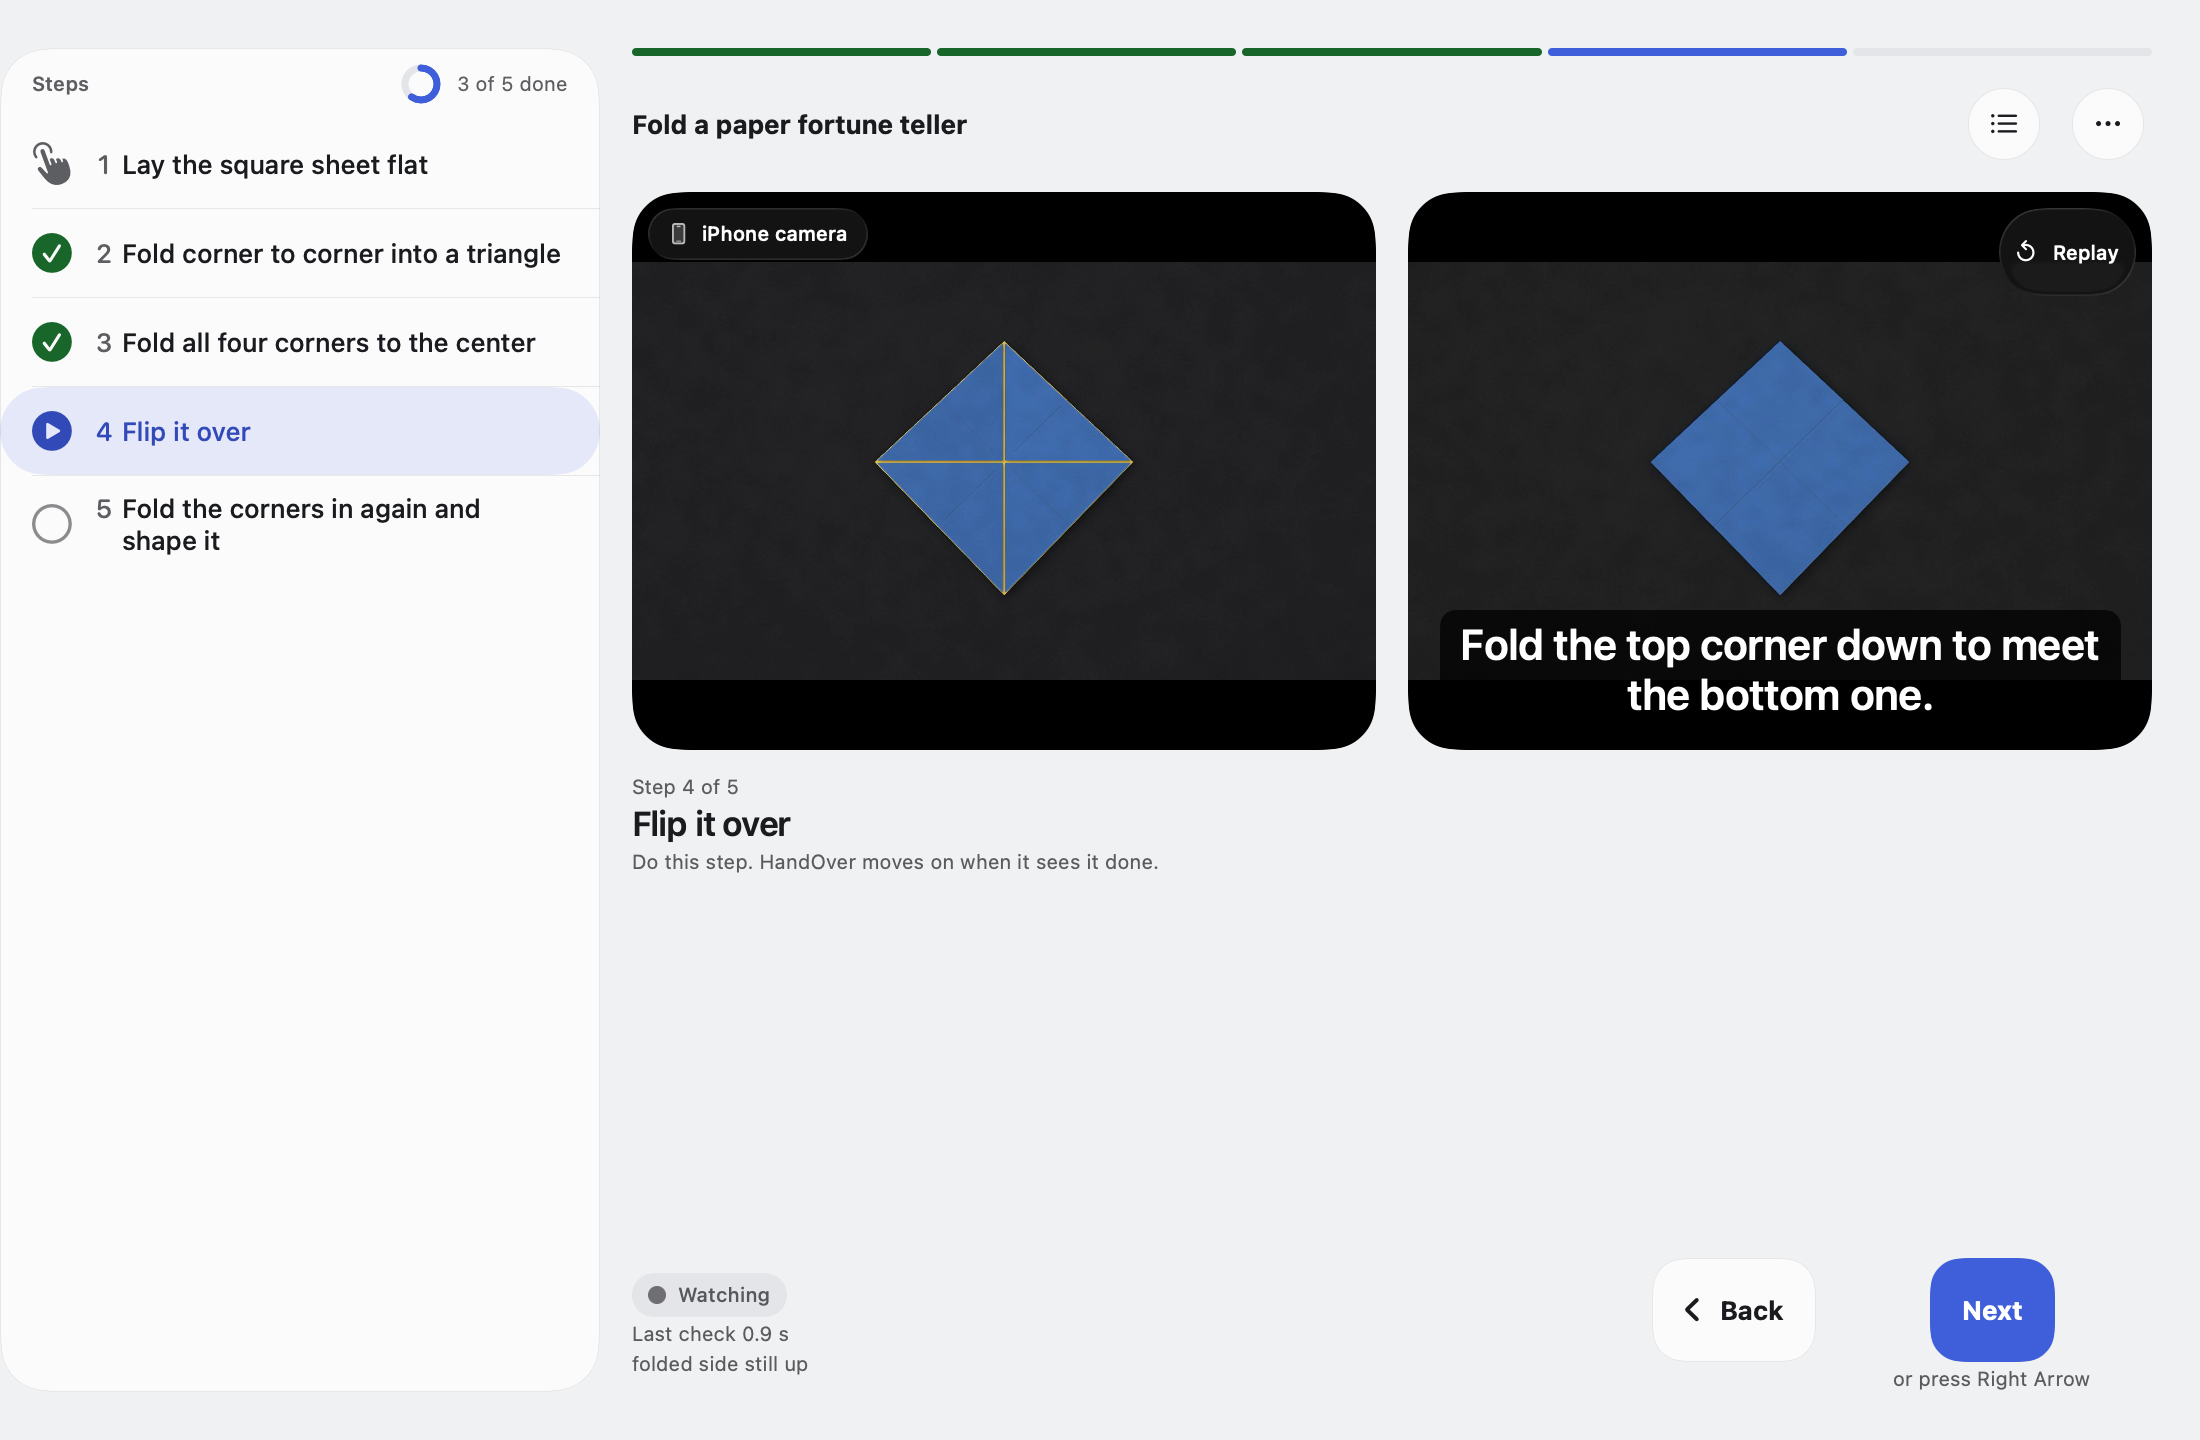 Steps
3 of 5 done
1 Lay the square sheet flat
2 Fold corner to corner into a triangle
3 Fold all four corners to the center
4 Flip it over
5 Fold the corners in again and
shape it
Fold a paper fortune teller
iPhone camera
Replay
Fold the top corner down to meet
the bottom one.
Step 4 of 5
Flip it over
Do this step. HandOver moves on when it sees it done.
Watching
Last check 0.9 s
folded side still up
Back
Next
or press Right Arrow